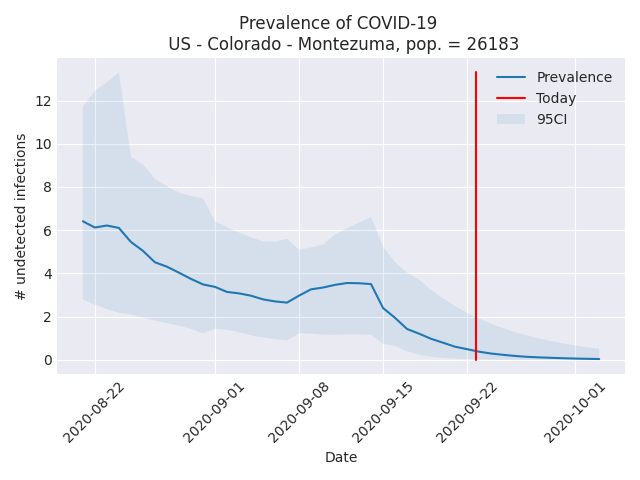 Prevalence of COVID-19
US - Colorado - Montezuma, pop. = 26183
Prevalence
Today
95CI
# undetected infections
12
10
8
6
4
2
0
2020-08-22
2020-09-01
2020-09-08
2020-09-15
2020-09-22
2020-10-01
Date